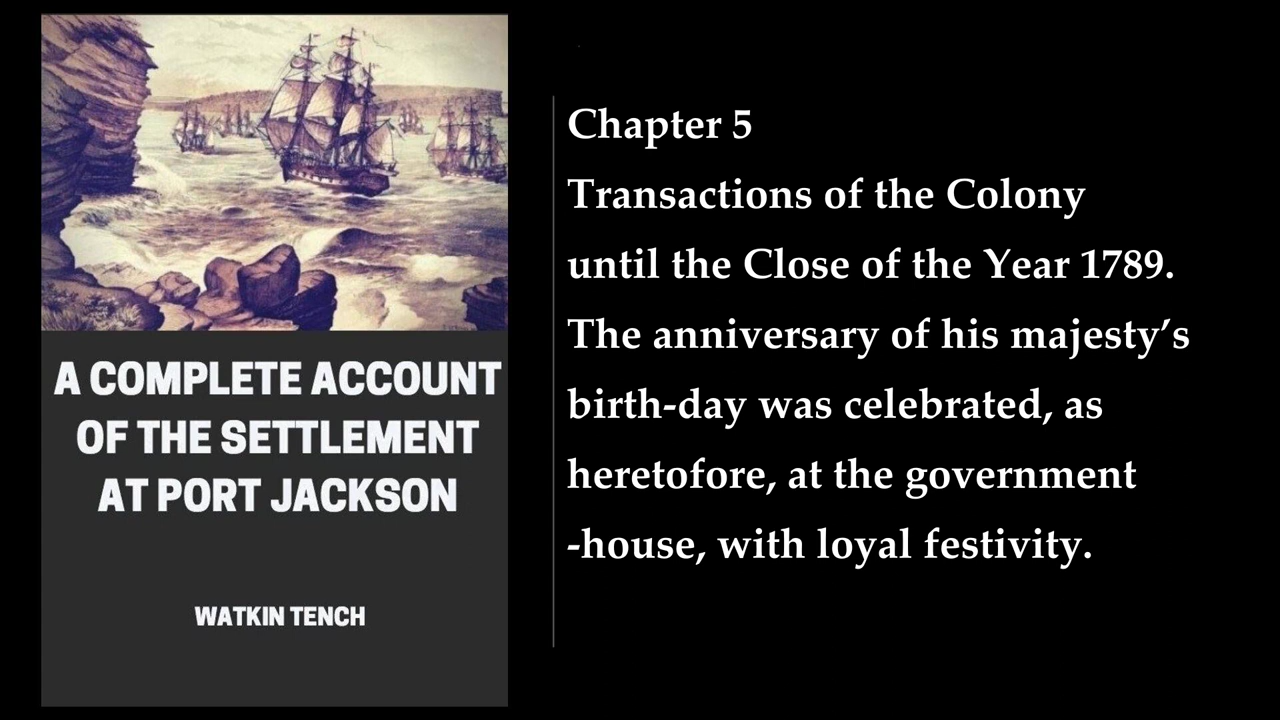 A COMPLETE ACCOUNT
OF THE SETTLEMENT
AT PORT JACKSON
WATKIN TENCH
Chapter 5
Transactions of the Colony
until the Close of the Year 1789.
The anniversary of his majesty’s
birth-day was celebrated, as
heretofore, at the government
-house, with loyal festivity.